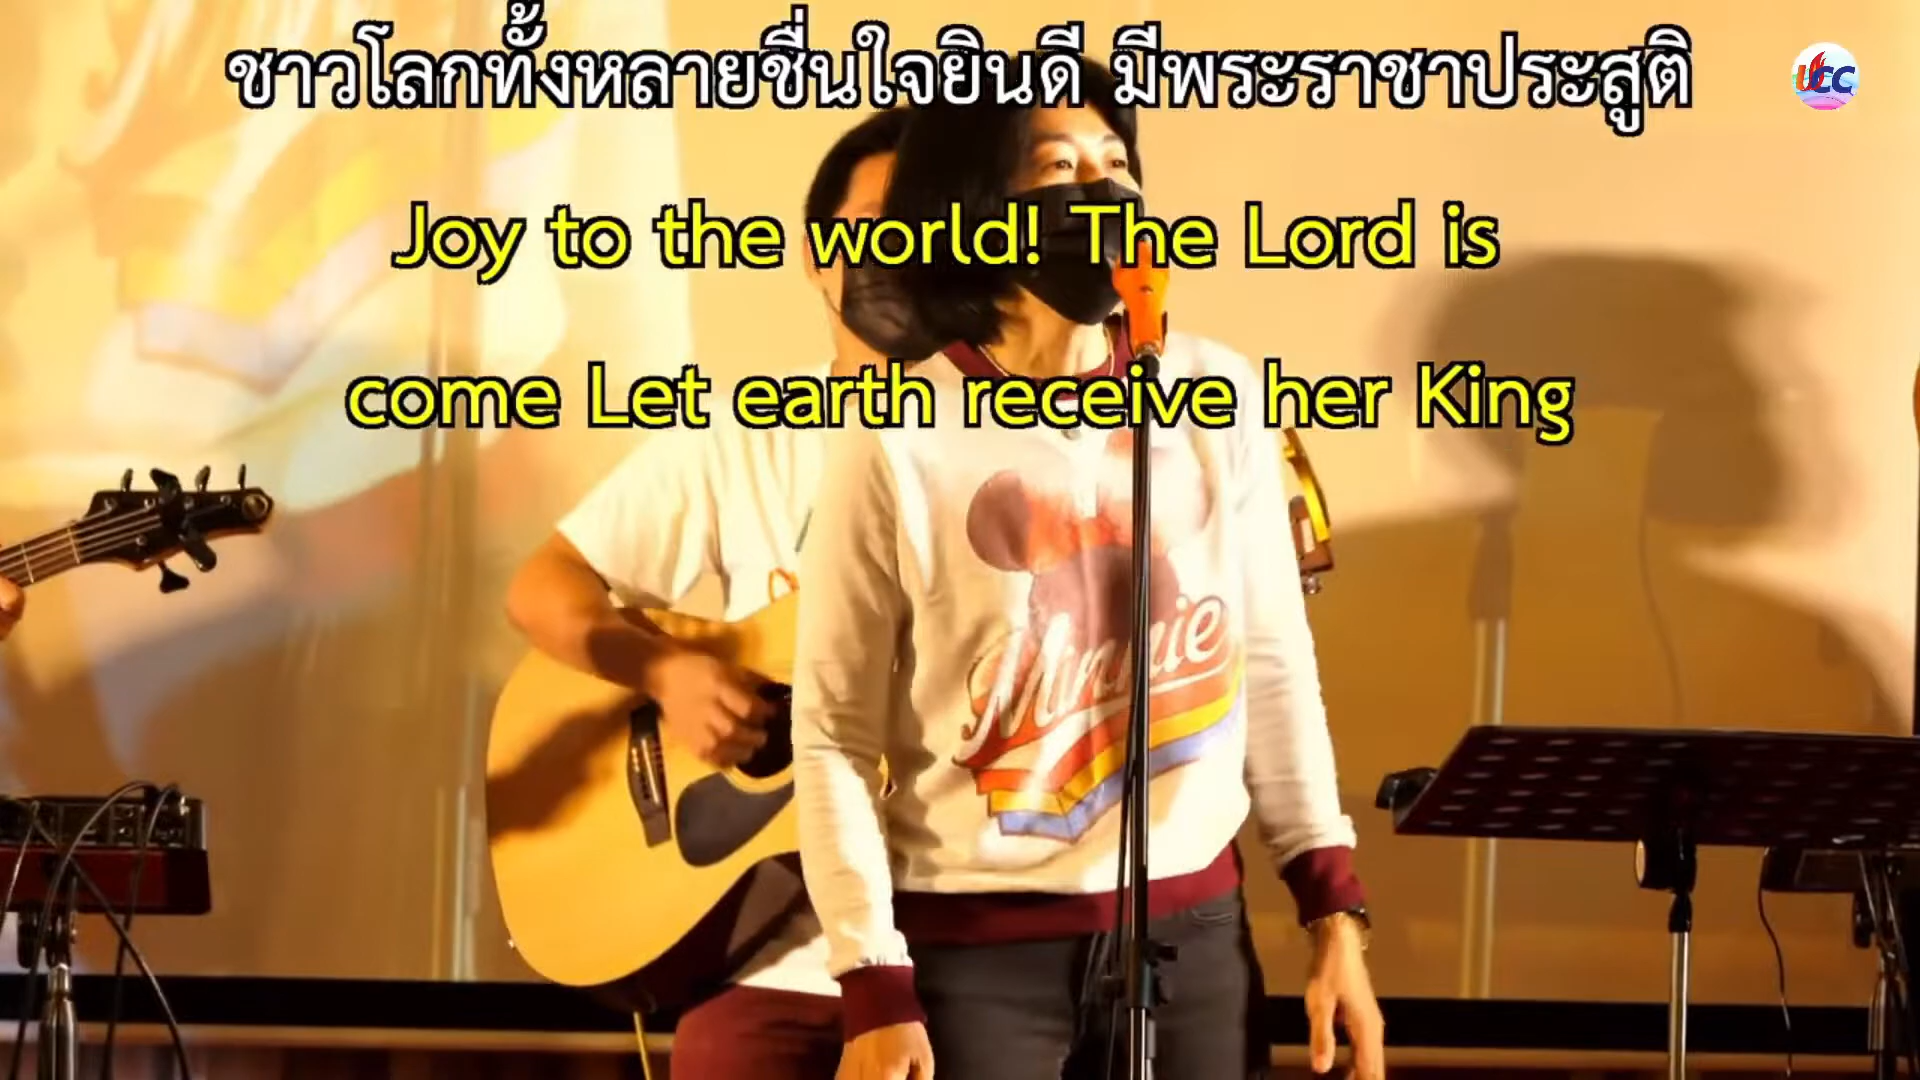 ชาวโลกทั้งหลายชื่นใจยินดี มีพระราชาประสูติ
UCC
Joy to the world! The Lord is
come Let earth receive her King
Minnie